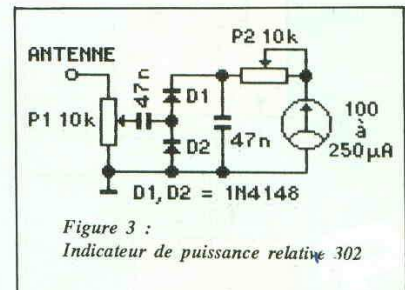 ANTENNE
P2 10k
47n
D1
P1 10k
D2
47n
100
à
250µA
D1, D2 = 1N4148
Figure 3 :
Indicateur de puissance relative 302